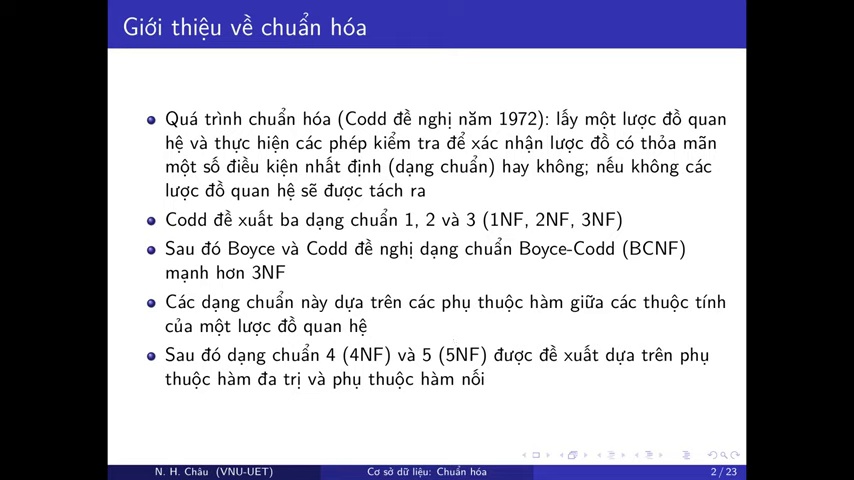 Giới thiệu về chuẩn hóa
Quá trình chuẩn hóa (Codd đề nghị năm 1972): lấy một lược đồ quan
hệ và thực hiện các phép kiểm tra để xác nhận lược đồ có thỏa mãn
một số điều kiện nhất định (dạng chuẩn) hay không; nếu không các
lược đồ quan hệ sẽ được tách ra
Codd đề xuất ba dạng chuẩn 1, 2 và 3 (1NF, 2NF, 3NF)
Sau đó Boyce và Codd đề nghị dạng chuẩn Boyce-Codd (BCNF)
mạnh hơn 3NF
Các dạng chuẩn này dựa trên các phụ thuộc hàm giữa các thuộc tính
của một lược đồ quan hệ
Sau đó dạng chuẩn 4 (4NF) và 5 (5NF) được đề xuất dựa trên phụ
thuộc hàm đa trị và phụ thuộc hàm nối
N. H. Châu (VNU-UET)
Cơ sở dữ liệu: Chuẩn hóa
2 / 23